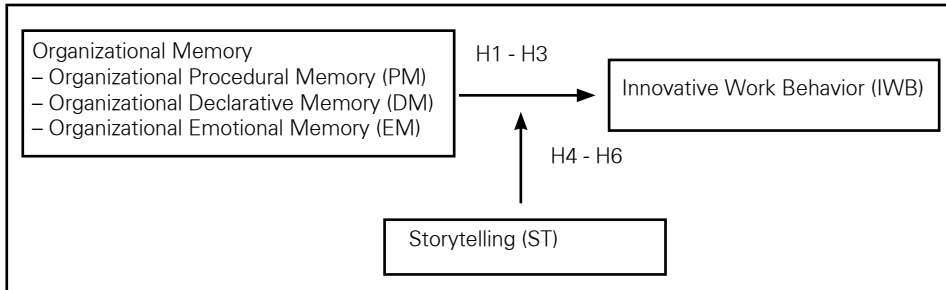 Organizational Memory
– Organizational Procedural Memory (PM)
– Organizational Declarative Memory (DM)
– Organizational Emotional Memory (EM)
H1 - H3
Innovative Work Behavior (IWB)
H4 - H6
Storytelling (ST)